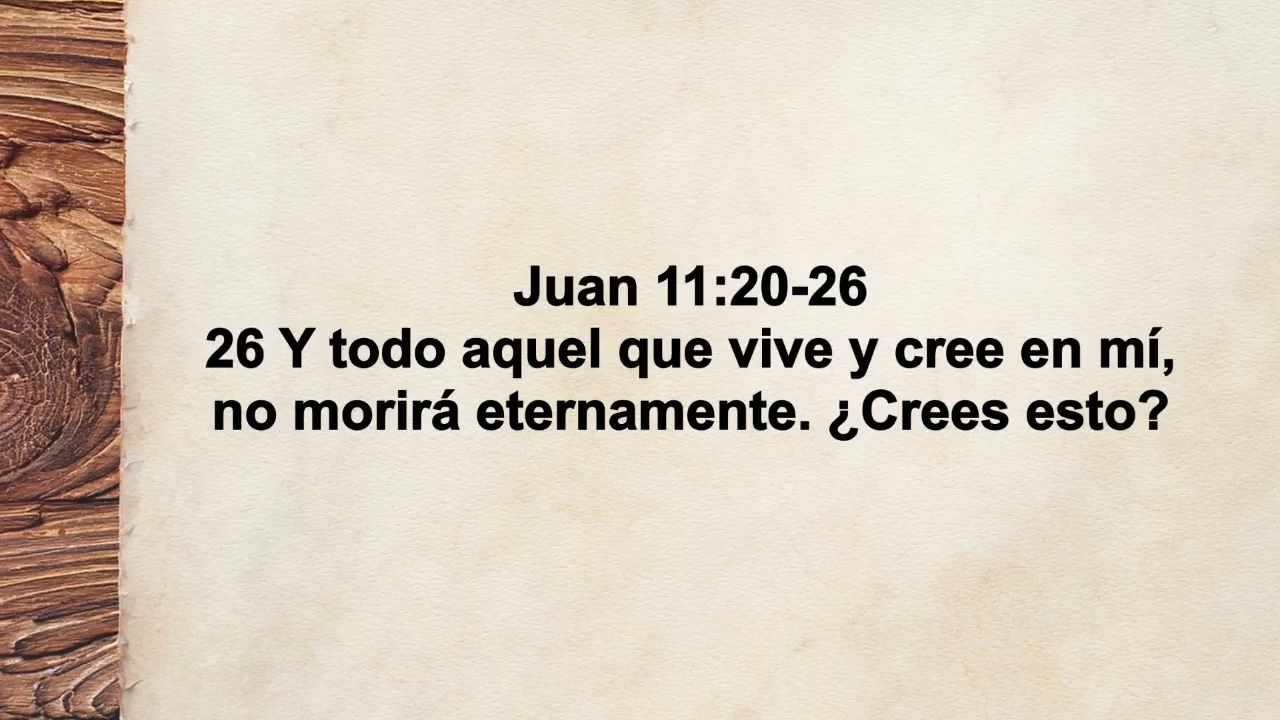 Juan 11:20-26
26 Y todo aquel que vive y cree en mí,
no morirá eternamente. ¿Crees esto?